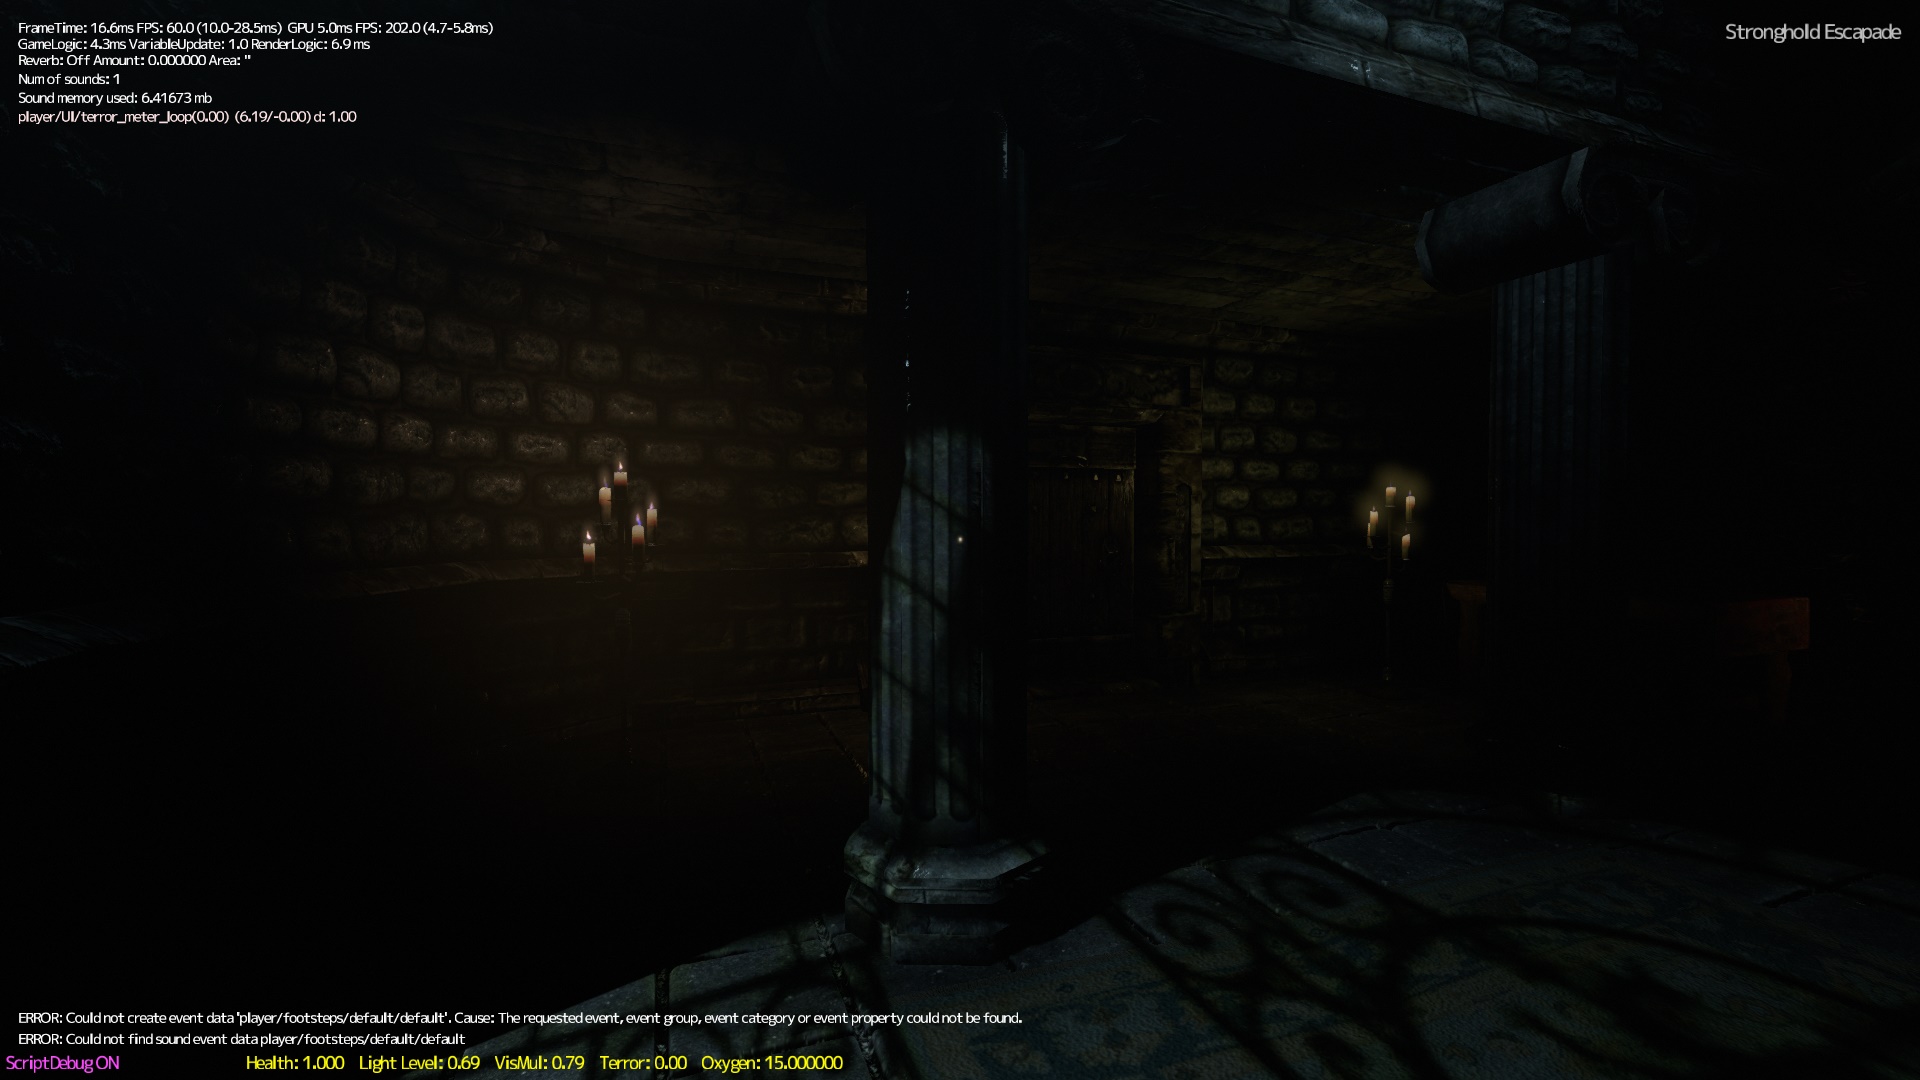 FrameTime: 16.6ms FPS: 60.0 (10.0-28.5ms) GPU 5.0ms FPS: 202.0 (4.7-5.8ms)
GameLogic: 4.3ms VariableUpdate: 1.0 RenderLogic: 6.9 ms
Reverb: Off Amount: 0.000000 Area: ''
Num of sounds: 1
Sound memory used: 6.41673 mb
player/UI/terror_meter_loop(0.00) (6.19/-0.00) d: 1.00
Stronghold Escapade
ERROR: Could not create event data 'player/footsteps/default/default'. Cause: The requested event, event group, event category or event property could not be found.
ERROR: Could not find sound event data player/footsteps/default/default
ScriptDebug ON Health: 1.000 Light Level: 0.69 VisMul: 0.79 Terror: 0.00 Oxygen: 15.000000